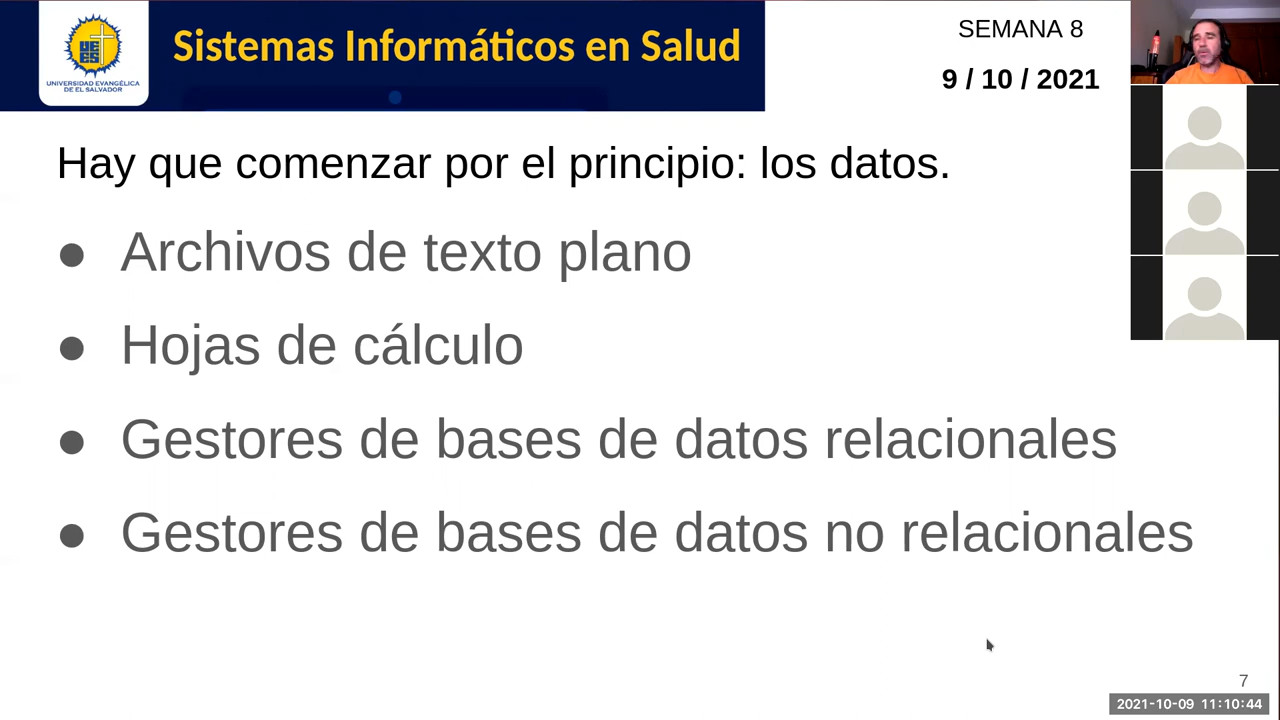 UNIVERSIDAD EVANGÉLICA
DE EL SALVADOR
Sistemas Informáticos en Salud
SEMANA 8
9 / 10 / 2021
Hay que comenzar por el principio: los datos.
● Archivos de texto plano
● Hojas de cálculo
● Gestores de bases de datos relacionales
● Gestores de bases de datos no relacionales
7
2021-10-09 11:10:44